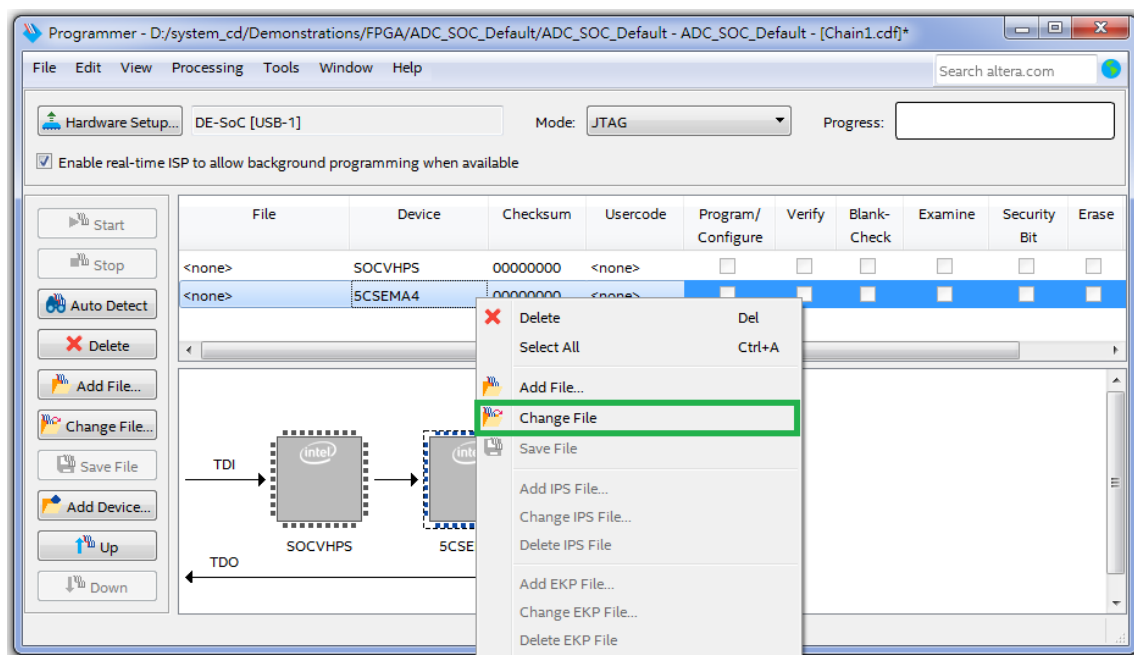 Programmer - D:/system_cd/Demonstrations/FPGA/ADC_SOC_Default/ADC_SOC_Default - ADC_SOC_Default - [Chain1.cdf]*
File Edit View Processing Tools Window Help
Search altera.com
Hardware Setup... DE-SoC [USB-1] Mode: JTAG Progress:
Enable real-time ISP to allow background programming when available
Start
Stop
Auto Detect
Delete
Add File...
Change File...
Save File
Add Device...
Up
Down
File Device Checksum Usercode Program/ Verify Blank- Examine Security Erase
Configure Check Bit
<none> SOCVHPS 00000000 <none>
<none> 5CSEMA4 00000000 <none>
TDI
intel
SOCVHPS
5CSE
TDO
Delete Del
Select All Ctrl+A
Add File...
Change File
Save File
Add IPS File...
Change IPS File...
Delete IPS File
Add EKP File...
Change EKP File...
Delete EKP File